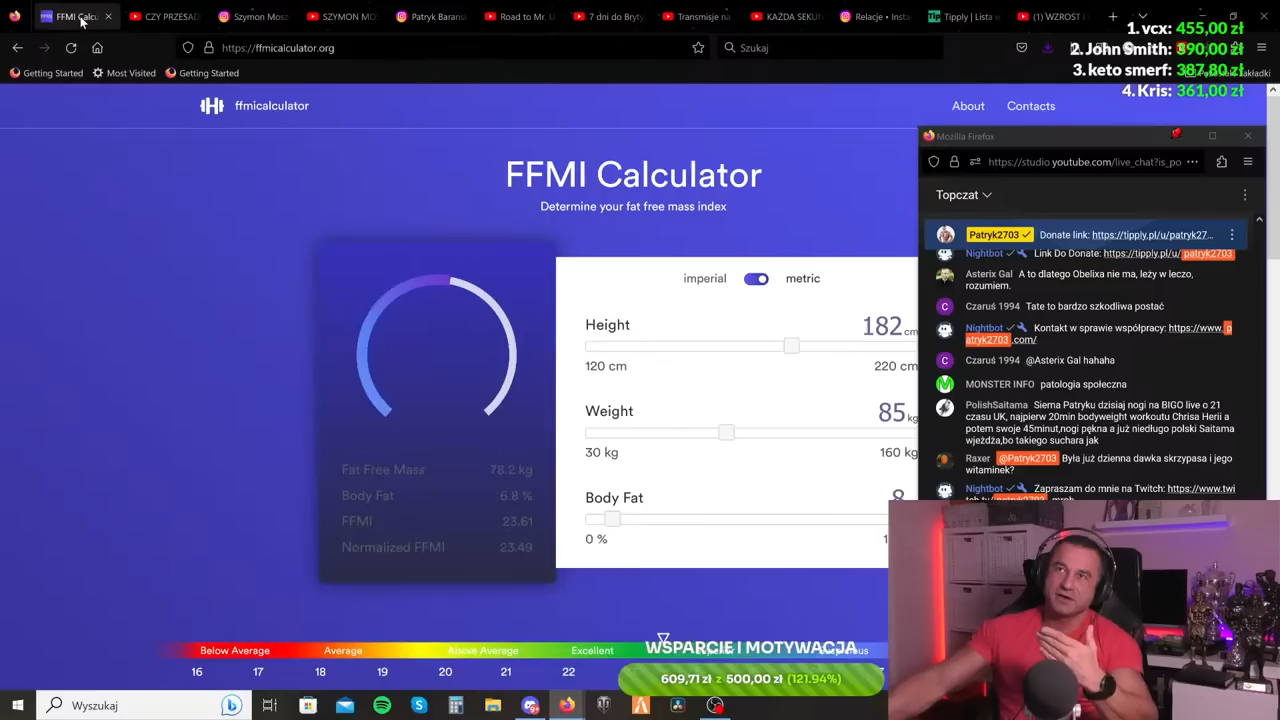 FFMI Calcu
CZY PRZESAD
Szymon Mosz
SZYMON MO
Patryk Barans
Road to Mr. U
7 dni do Bryty
Transmisje na
KAŻDA SEKUN
Relacje • Inst
Tipply | Lista w
(1) WZROST I
https://ffmicalculator.org
Szukaj
Getting Started
Most Visited
Getting Started
1. vcx: 455,00 zł
2. John Smith: 390,00 zł
3. keto smerf: 387,80 zł
4. Kris: 361,00 zł
ffmicalculator
About
Contacts
FFMI Calculator
Determine your fat free mass index
imperial
metric
Height
182 cm
120 cm
220 cm
Weight
85 kg
30 kg
160 kg
Body Fat
8
0 %
Fat Free Mass 78.2 kg
Body Fat 6.8 %
FFMI 23.61
Normalized FFMI 23.49
Below Average
Average
Above Average
Excellent
16 17 18 19 20 21 22
Mozilla Firefox
https://studio.youtube.com/live_chat?is_po
Topczat
Patryk2703 Donate link: https://tipply.pl/u/patryk27...
Nightbot Link Do Donate: https://tipply.pl/u/patryk2703
Asterix Gal A to dlatego Obelixa nie ma, leży w leczo,
rozumiem.
C Czaruś 1994 Tate to bardzo szkodliwa postać
Nightbot Kontakt w sprawie współpracy: https://www.p
atryk2703.com/
C Czaruś 1994 @Asterix Gal hahaha
MONSTER INFO patologia społeczna
PolishSaitama Siema Patryku dzisiaj nogi na BIGO live o 21
czasu UK, najpierw 20min bodyweight workoutu Chrisa Herii a
potem swoje 45minut,nogi pękna a już niedługo polski Saitama
wjeżdża,bo takiego suchara jak
Raxer @Patryk2703 Była już dzienna dawka skrzypasa i jego
witaminek?
Nightbot Zapraszam do mnie na Twitch: https://www.twi
WSPARCIE I MOTYWACJA
609,71 zł z 500,00 zł (121.94%)
Wyszukaj